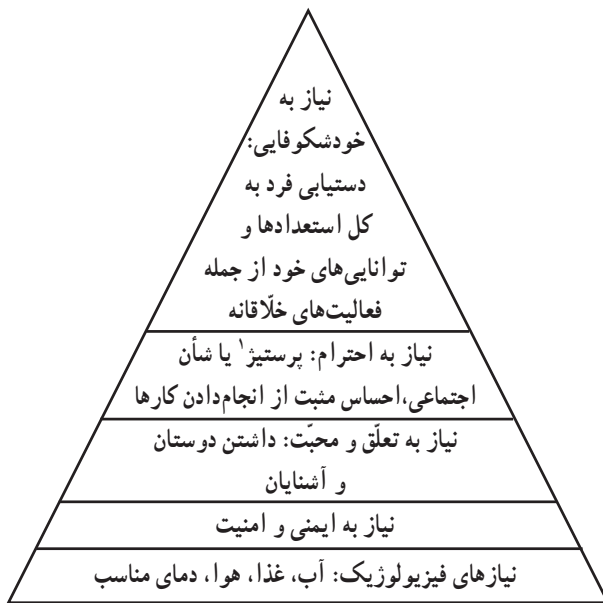 نیاز به
خودشکوفایی:
دستیابی فرد به
کل استعدادها و
توانایی‌های خود از جمله
فعالیت‌های خلّاقانه
نیاز به احترام: پرستیژ۱ یا شأن
اجتماعی،احساس مثبت از انجام‌دادن کارها
نیاز به تعلّق و محبّت: داشتن دوستان
و آشنایان
نیاز به ایمنی و امنیت
نیازهای فیزیولوژیک: آب، غذا، هوا، دمای مناسب